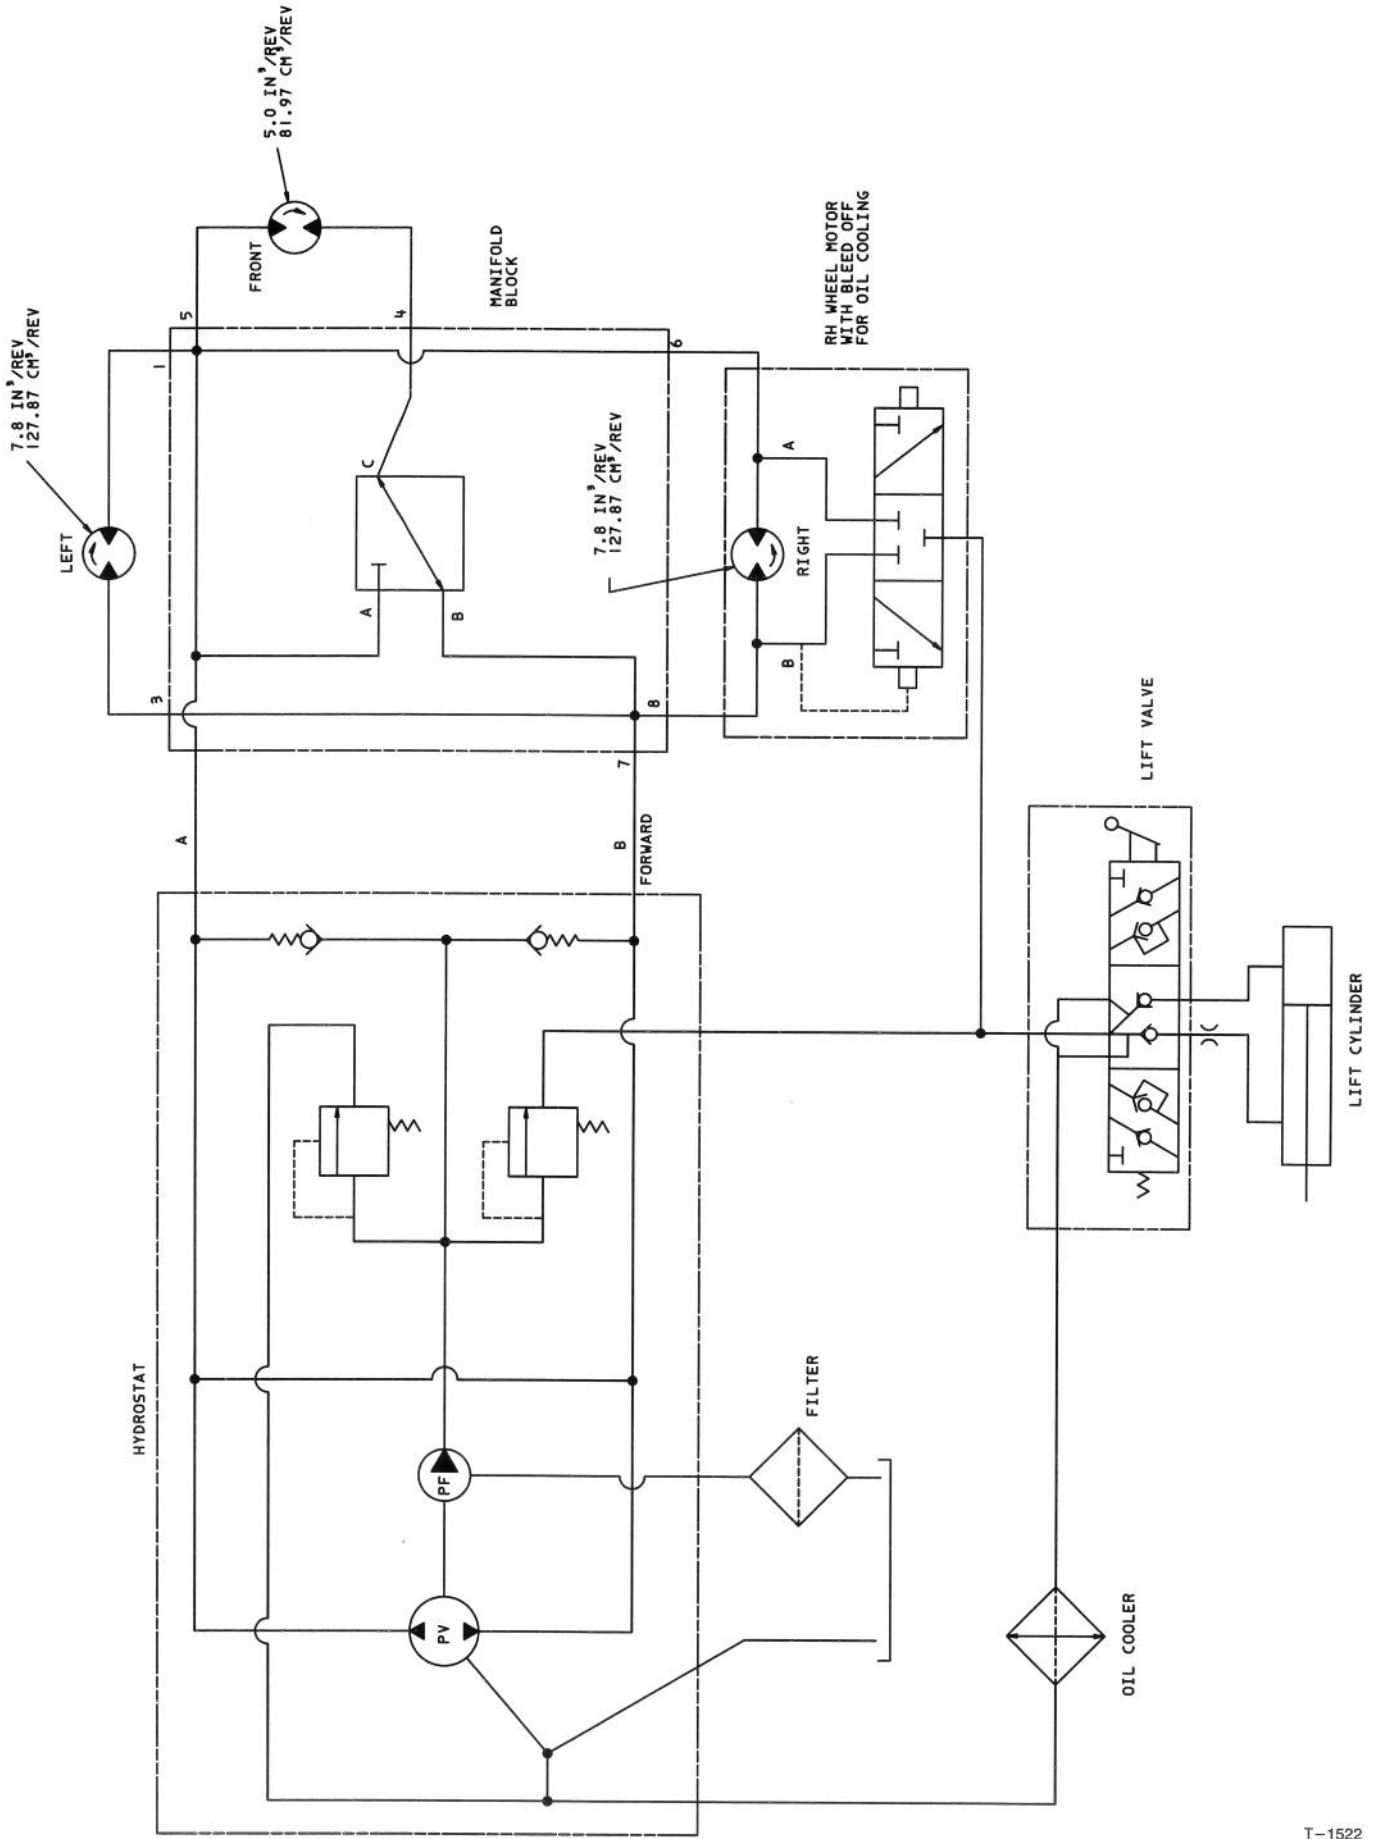 7.8 IN³/REV
127.87 CM³/REV
LEFT
5.0 IN³/REV
81.97 CM³/REV
FRONT
MANIFOLD
BLOCK
1
5
4
6
3
8
7
C
A
B
7.8 IN³/REV
127.87 CM³/REV
RIGHT
A
B
RH WHEEL MOTOR
WITH BLEED OFF
FOR OIL COOLING
A
B
FORWARD
HYDROSTAT
PF
PV
FILTER
LIFT VALVE
LIFT CYLINDER
OIL COOLER
T-1522